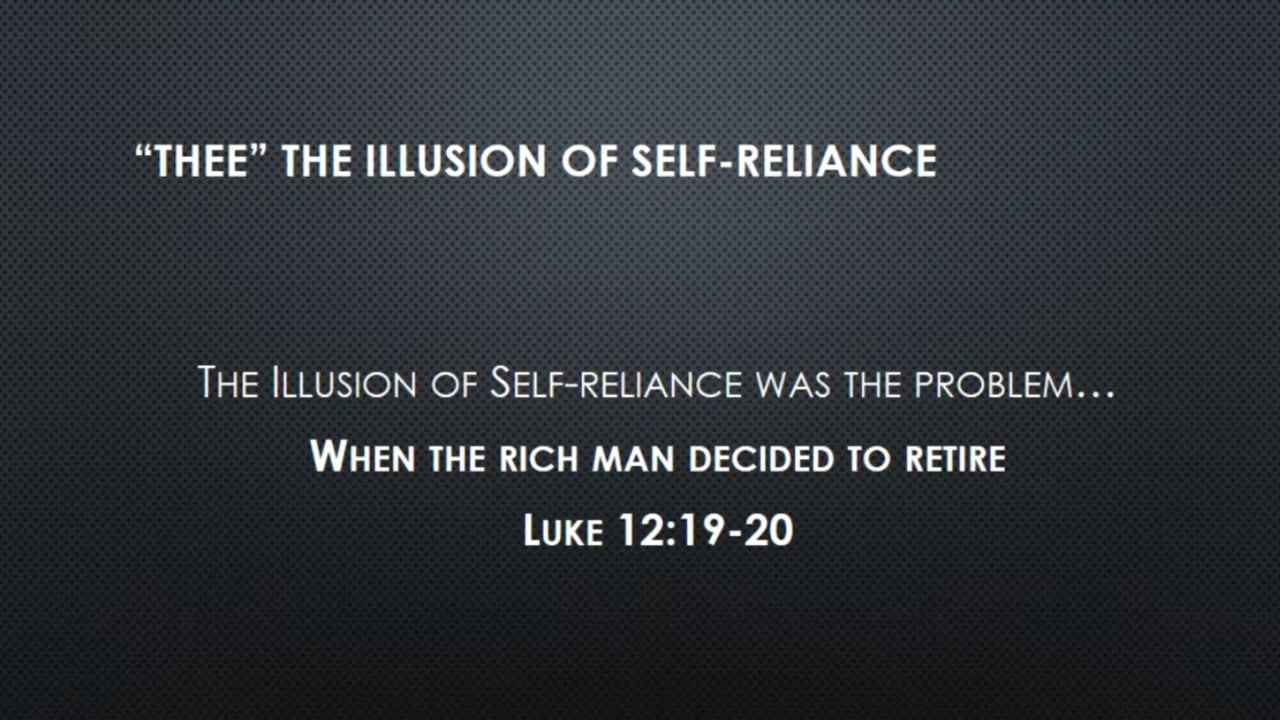 “THEE” THE ILLUSION OF SELF-RELIANCE
The Illusion of Self-reliance was the problem…
When the rich man decided to retire
Luke 12:19-20